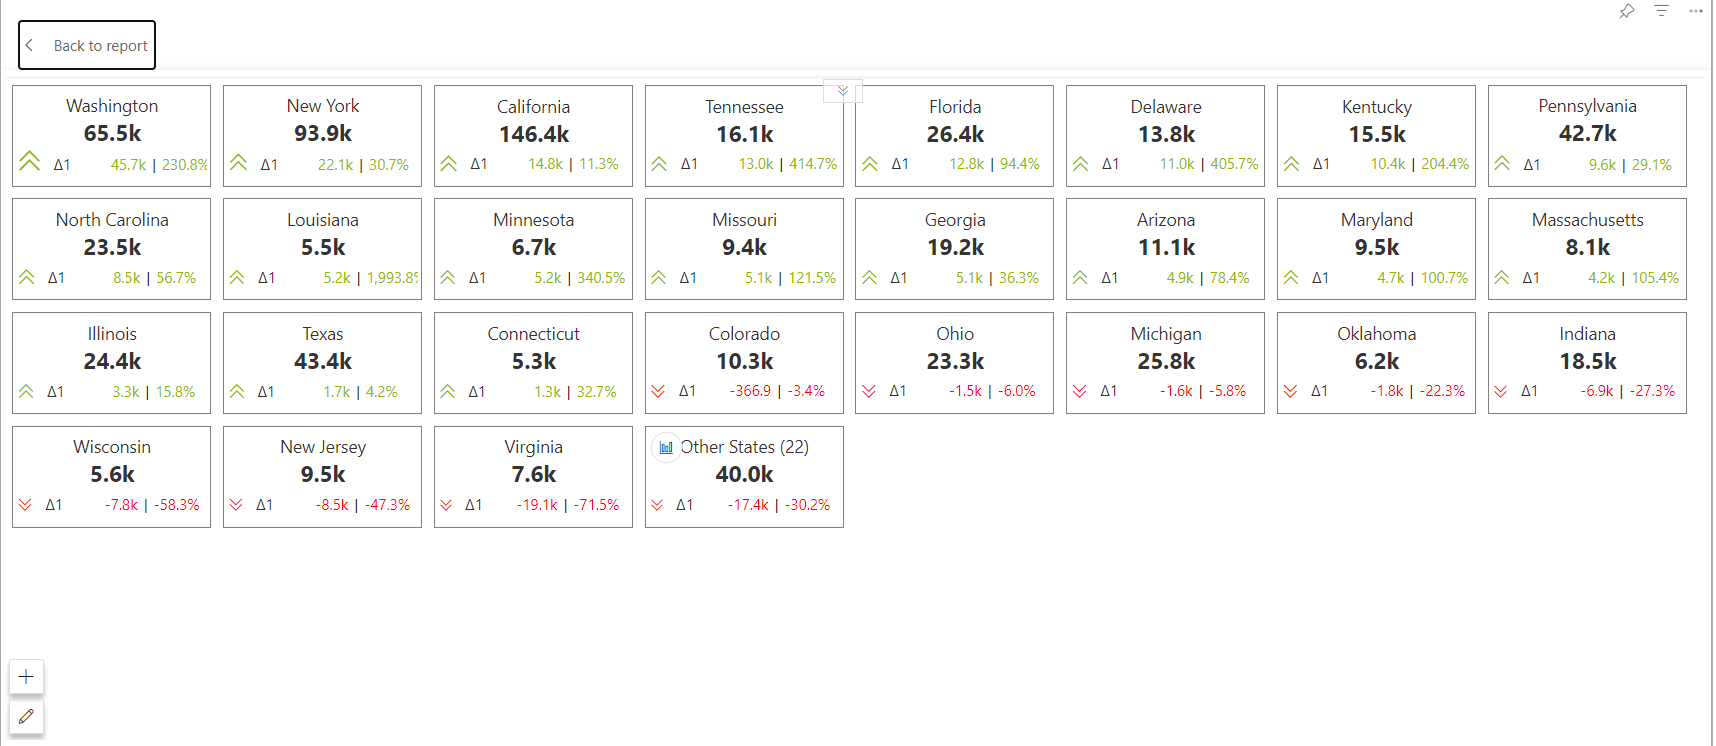 Back to report
Washington
65.5k
Δ1 45.7k | 230.8%
New York
93.9k
Δ1 22.1k | 30.7%
California
146.4k
Δ1 14.8k | 11.3%
Tennessee
16.1k
Δ1 13.0k | 414.7%
Florida
26.4k
Δ1 12.8k | 94.4%
Delaware
13.8k
Δ1 11.0k | 405.7%
Kentucky
15.5k
Δ1 10.4k | 204.4%
Pennsylvania
42.7k
Δ1 9.6k | 29.1%
North Carolina
23.5k
Δ1 8.5k | 56.7%
Louisiana
5.5k
Δ1 5.2k | 1,993.8%
Minnesota
6.7k
Δ1 5.2k | 340.5%
Missouri
9.4k
Δ1 5.1k | 121.5%
Georgia
19.2k
Δ1 5.1k | 36.3%
Arizona
11.1k
Δ1 4.9k | 78.4%
Maryland
9.5k
Δ1 4.7k | 100.7%
Massachusetts
8.1k
Δ1 4.2k | 105.4%
Illinois
24.4k
Δ1 3.3k | 15.8%
Texas
43.4k
Δ1 1.7k | 4.2%
Connecticut
5.3k
Δ1 1.3k | 32.7%
Colorado
10.3k
Δ1 -366.9 | -3.4%
Ohio
23.3k
Δ1 -1.5k | -6.0%
Michigan
25.8k
Δ1 -1.6k | -5.8%
Oklahoma
6.2k
Δ1 -1.8k | -22.3%
Indiana
18.5k
Δ1 -6.9k | -27.3%
Wisconsin
5.6k
Δ1 -7.8k | -58.3%
New Jersey
9.5k
Δ1 -8.5k | -47.3%
Virginia
7.6k
Δ1 -19.1k | -71.5%
Other States (22)
40.0k
Δ1 -17.4k | -30.2%